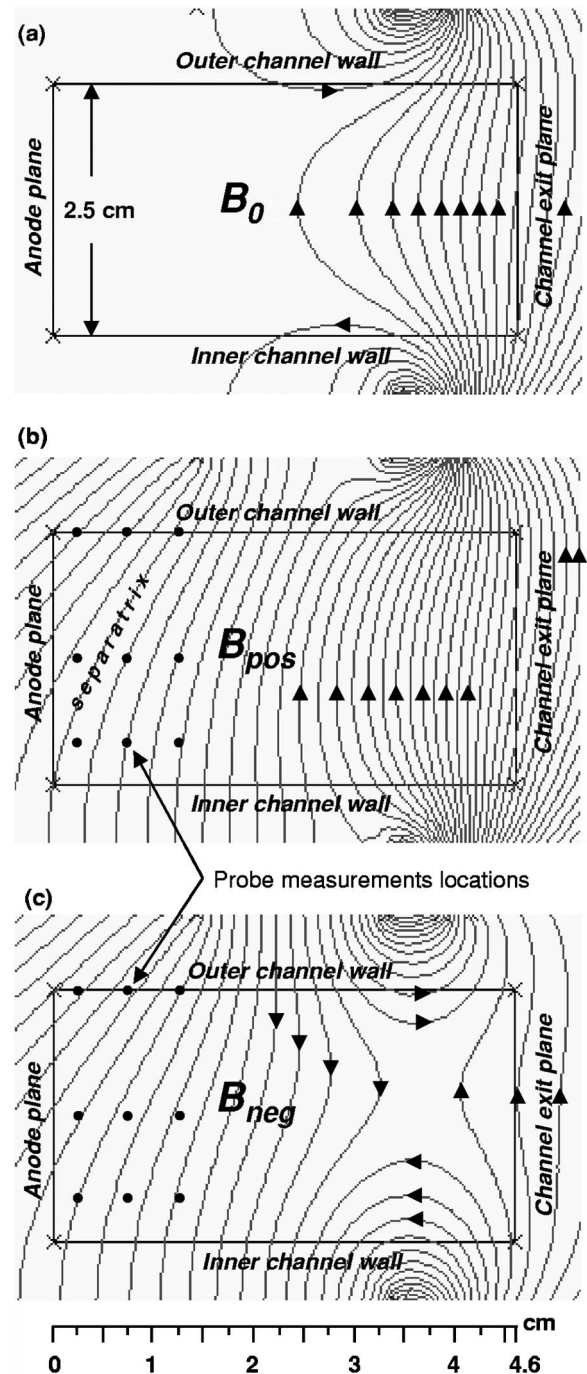 (a)
Outer channel wall
Anode plane
2.5 cm
B0
Channel exit plane
Inner channel wall
(b)
Outer channel wall
Anode plane
separatrix
Bpos
Channel exit plane
Inner channel wall
Probe measurements locations
(c)
Outer channel wall
Anode plane
Bneg
Channel exit plane
Inner channel wall
cm
0 1 2 3 4 4.6